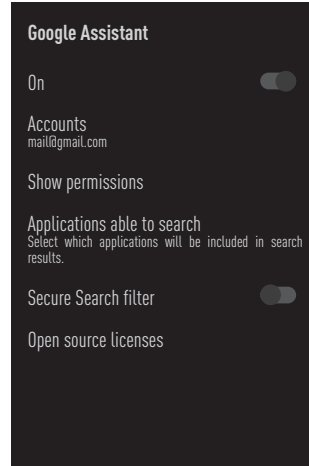 Google Assistant
On
Accounts
mail@gmail.com
Show permissions
Applications able to search
Select which applications will be included in search
results.
Secure Search filter
Open source licenses